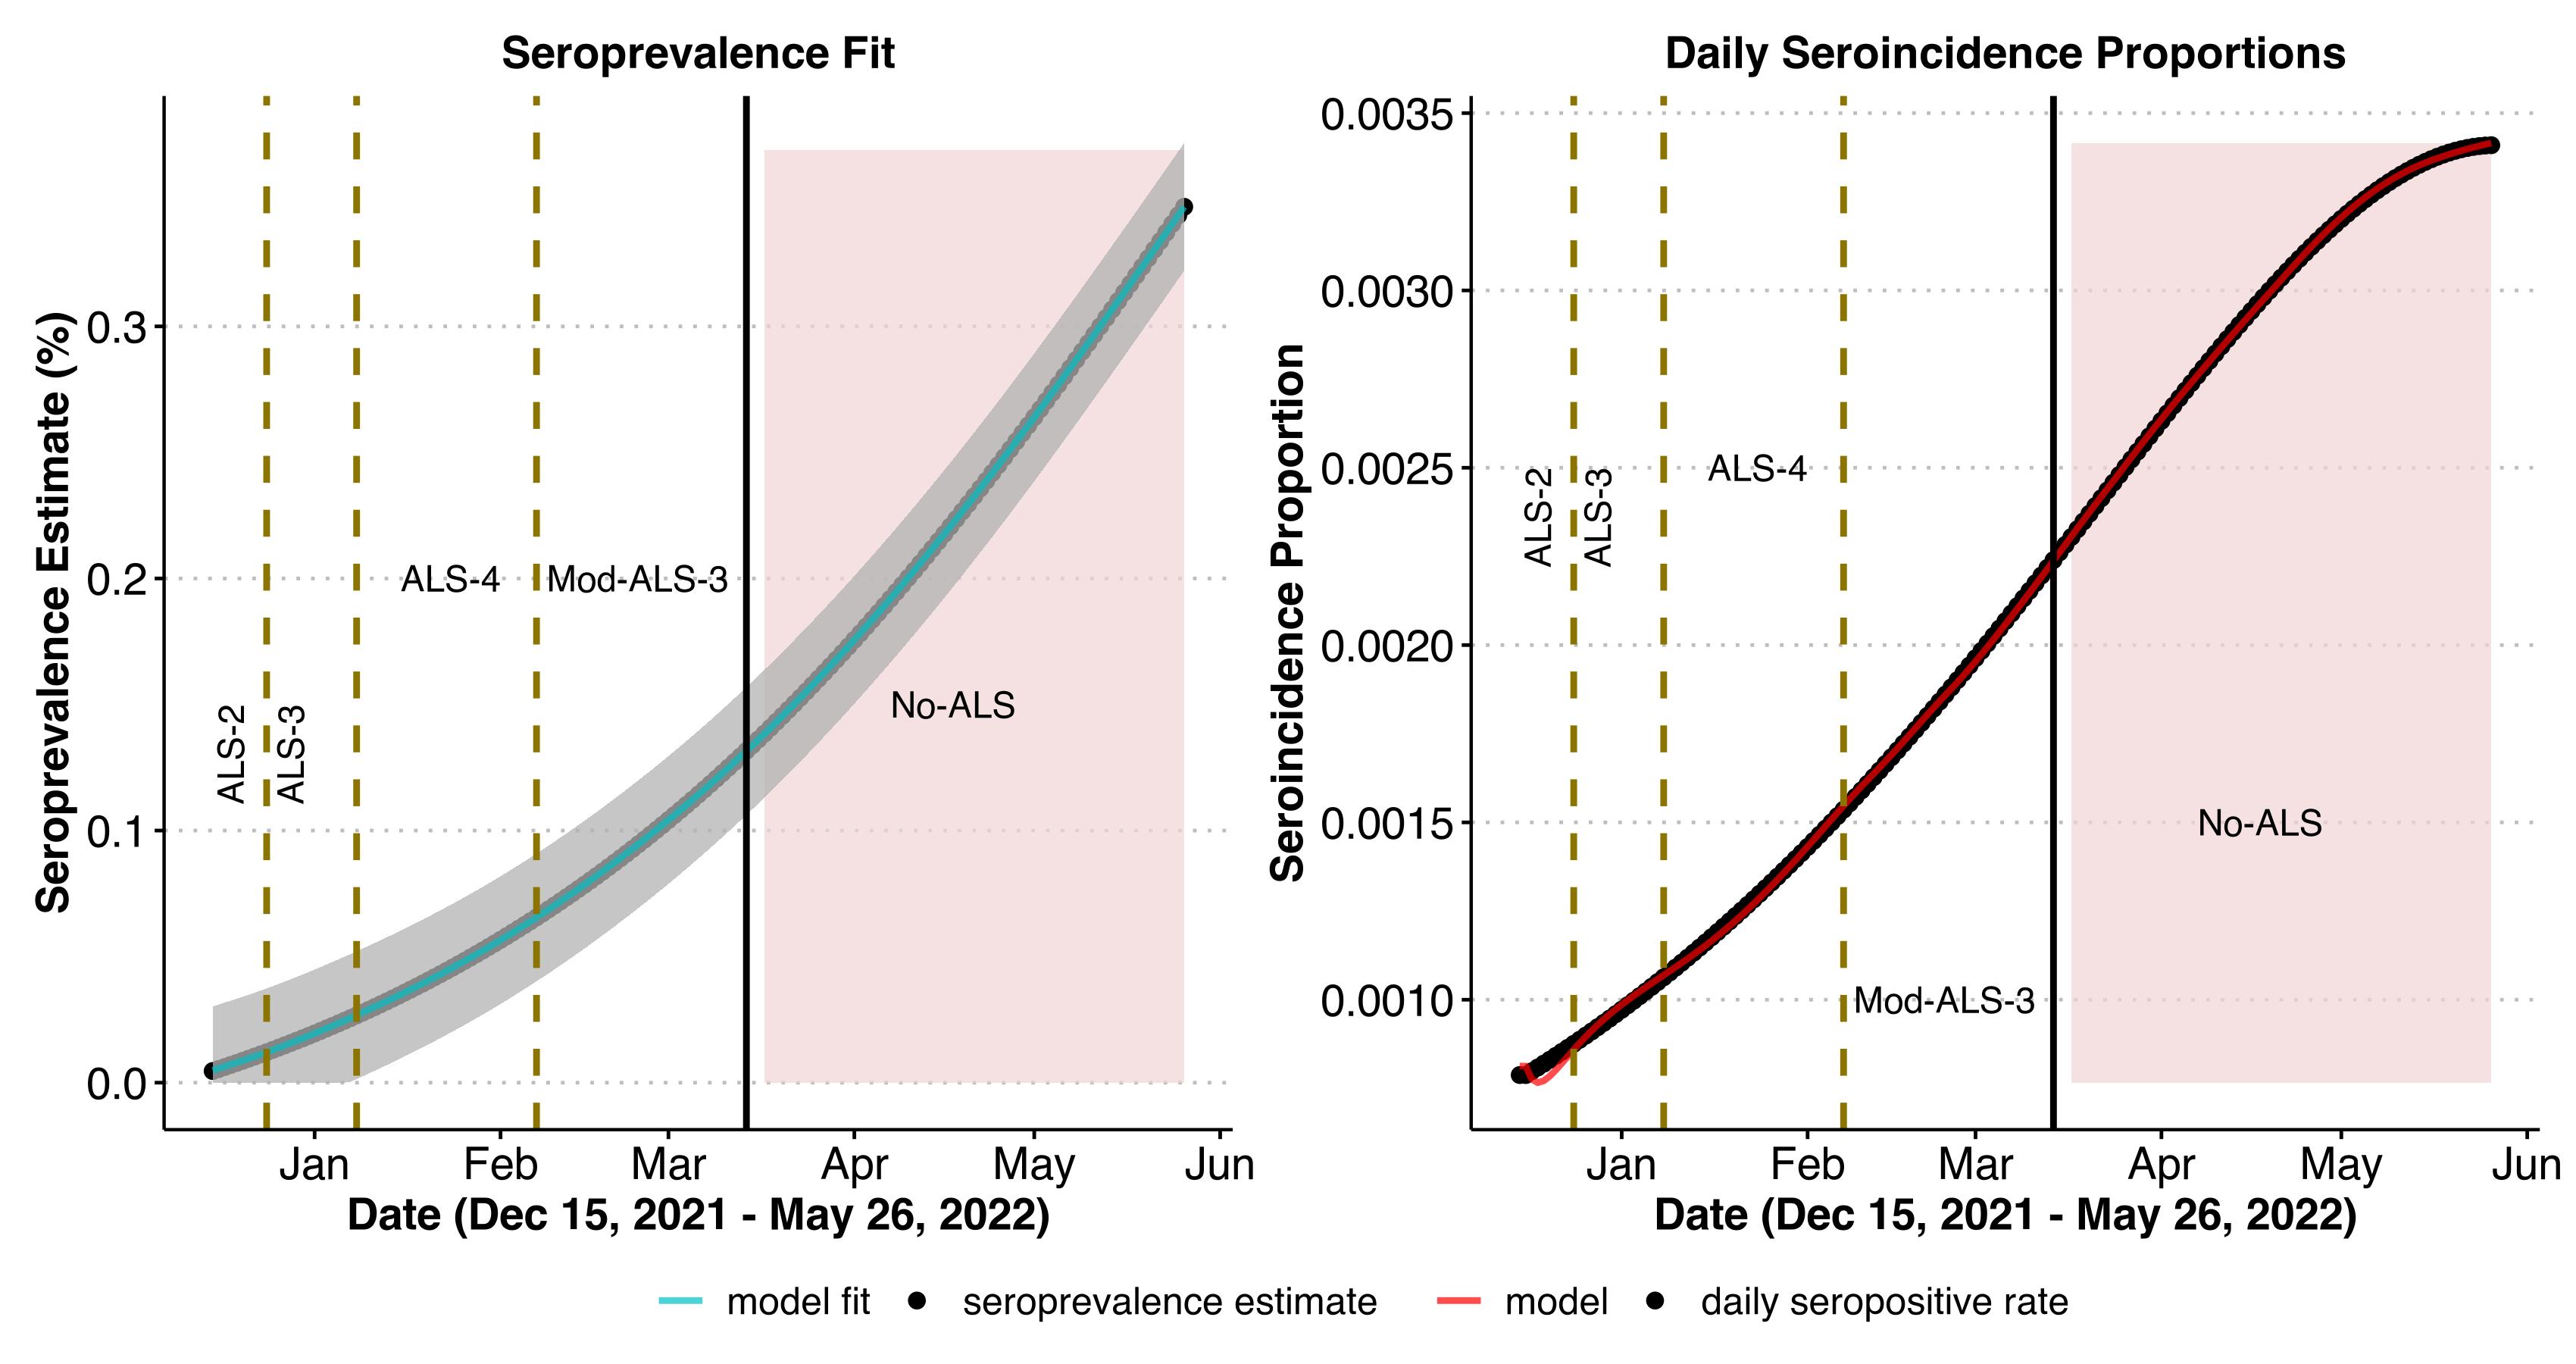 Seroprevalence Fit
Seroprevalence Estimate (%)
0.3
0.2
0.1
0.0
ALS-2
ALS-3
ALS-4
Mod-ALS-3
No-ALS
Jan
Feb
Mar
Apr
May
Jun
Date (Dec 15, 2021 - May 26, 2022)
Daily Seroincidence Proportions
Seroincidence Proportion
0.0035
0.0030
0.0025
0.0020
0.0015
0.0010
ALS-2
ALS-3
ALS-4
Mod-ALS-3
No-ALS
Jan
Feb
Mar
Apr
May
Jun
Date (Dec 15, 2021 - May 26, 2022)
model fit
seroprevalence estimate
model
daily seropositive rate